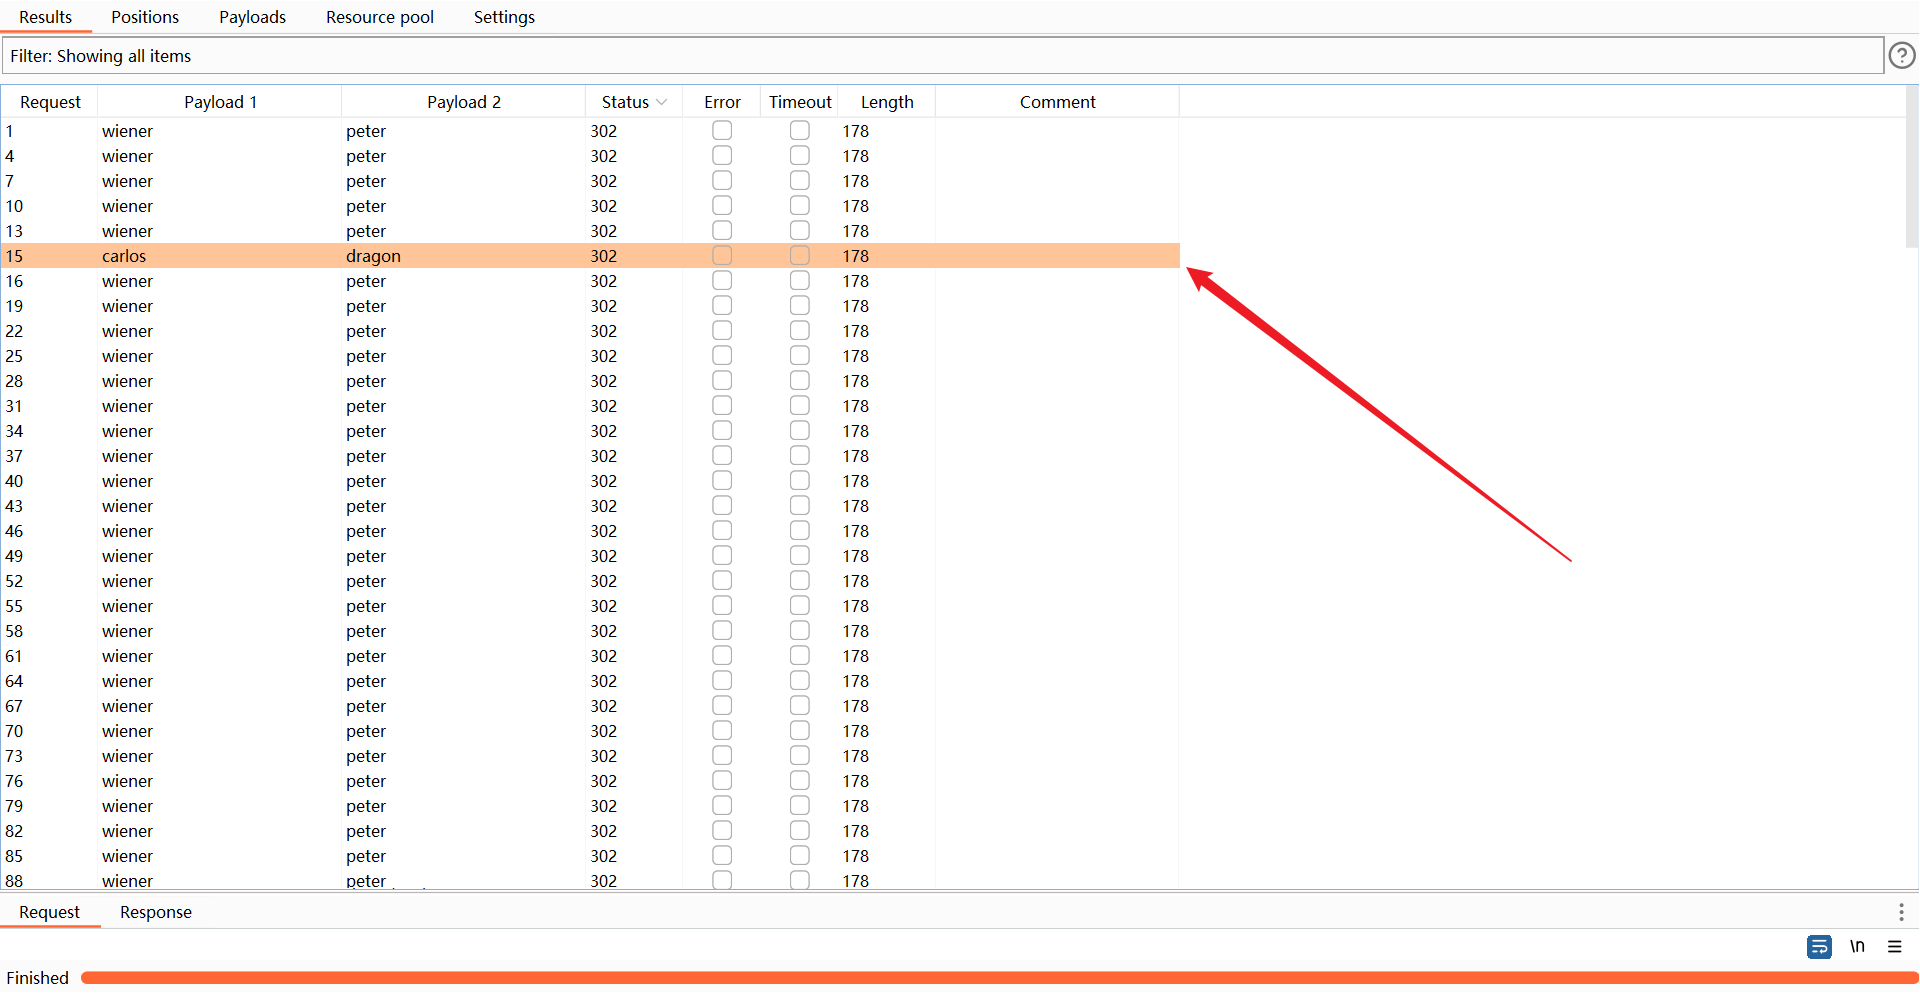 Results Positions Payloads Resource pool Settings
Filter: Showing all items
?
Request Payload 1 Payload 2 Status Error Timeout Length Comment
1 wiener peter 302 178
4 wiener peter 302 178
7 wiener peter 302 178
10 wiener peter 302 178
13 wiener peter 302 178
15 carlos dragon 302 178
16 wiener peter 302 178
19 wiener peter 302 178
22 wiener peter 302 178
25 wiener peter 302 178
28 wiener peter 302 178
31 wiener peter 302 178
34 wiener peter 302 178
37 wiener peter 302 178
40 wiener peter 302 178
43 wiener peter 302 178
46 wiener peter 302 178
49 wiener peter 302 178
52 wiener peter 302 178
55 wiener peter 302 178
58 wiener peter 302 178
61 wiener peter 302 178
64 wiener peter 302 178
67 wiener peter 302 178
70 wiener peter 302 178
73 wiener peter 302 178
76 wiener peter 302 178
79 wiener peter 302 178
82 wiener peter 302 178
85 wiener peter 302 178
88 wiener peter 302 178
Request Response
\n
Finished